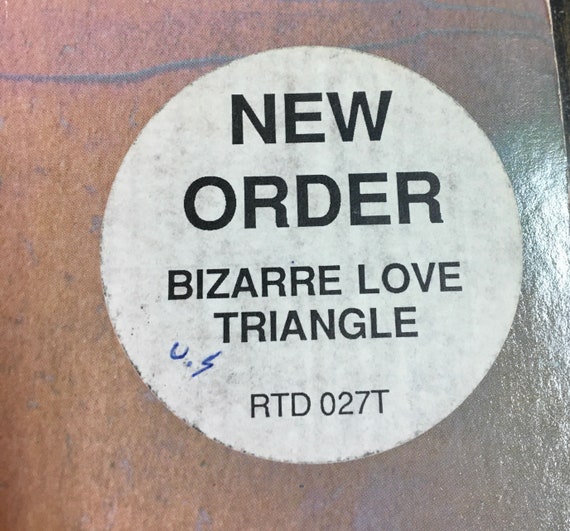 NEW
ORDER
BIZARRE LOVE
TRIANGLE
U.S
RTD 027T